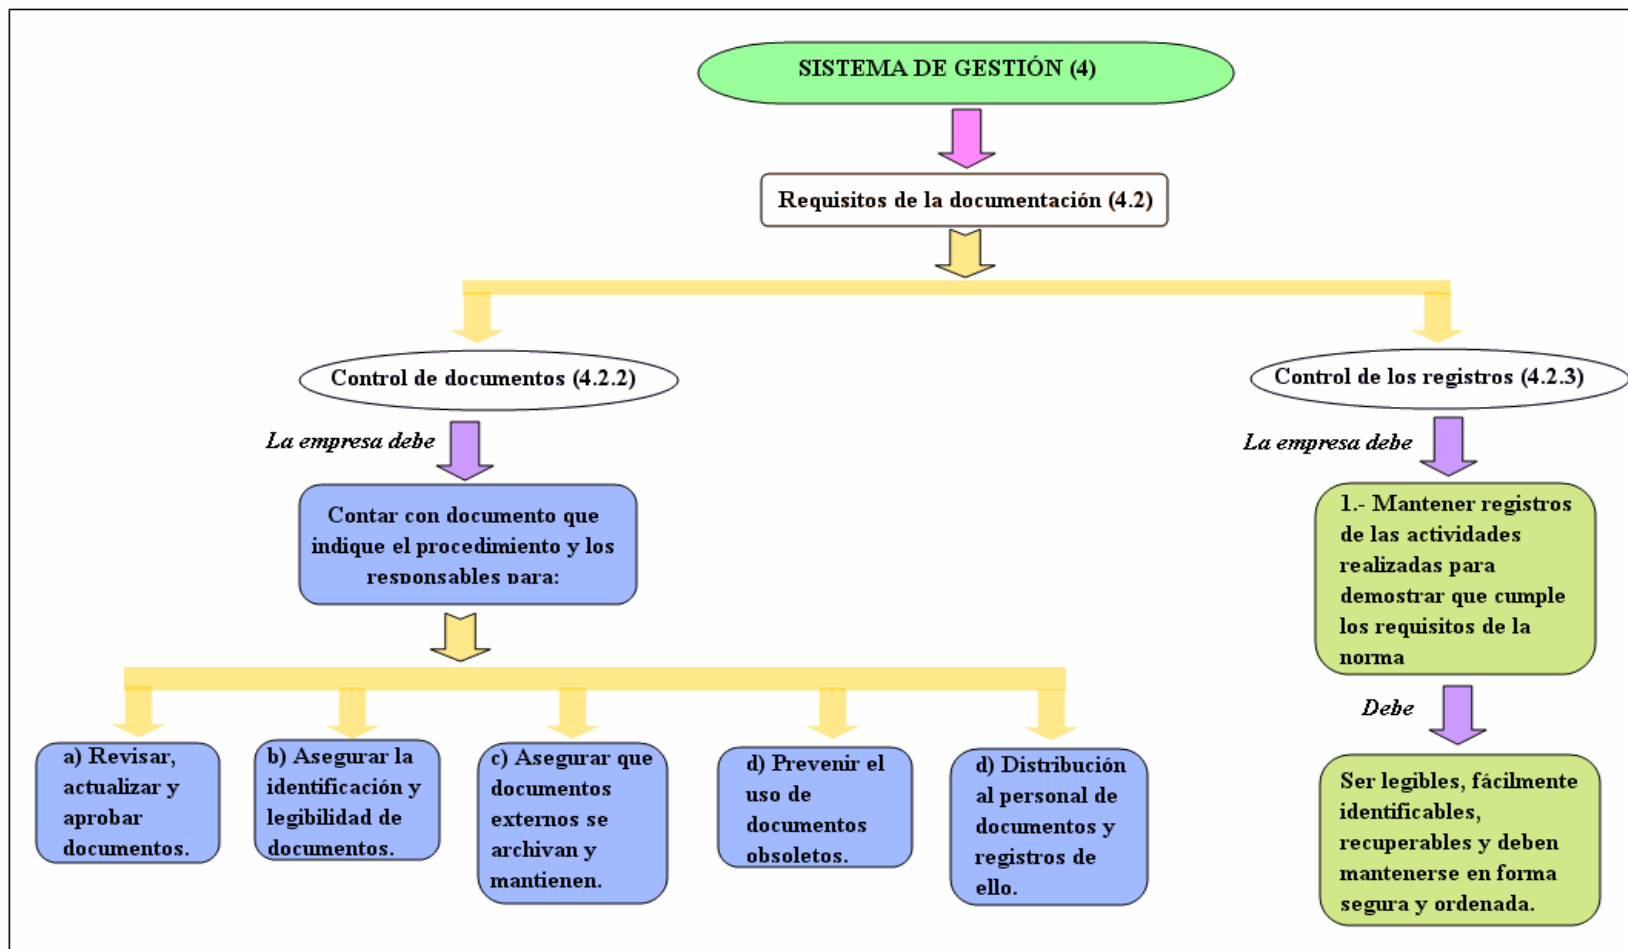 SISTEMA DE GESTIÓN (4)
Requisitos de la documentación (4.2)
Control de documentos (4.2.2)
La empresa debe
Contar con documento que
indique el procedimiento y los
responsables para:
a) Revisar,
actualizar y
aprobar
documentos.
b) Asegurar la
identificación y
legibilidad de
documentos.
c) Asegurar que
documentos
externos se
archivan y
mantienen.
d) Prevenir el
uso de
documentos
obsoletos.
d) Distribución
al personal de
documentos y
registros de
ello.
Control de los registros (4.2.3)
La empresa debe
1.- Mantener registros
de las actividades
realizadas para
demostrar que cumple
los requisitos de la
norma
Debe
Ser legibles, fácilmente
identificables,
recuperables y deben
mantenerse en forma
segura y ordenada.